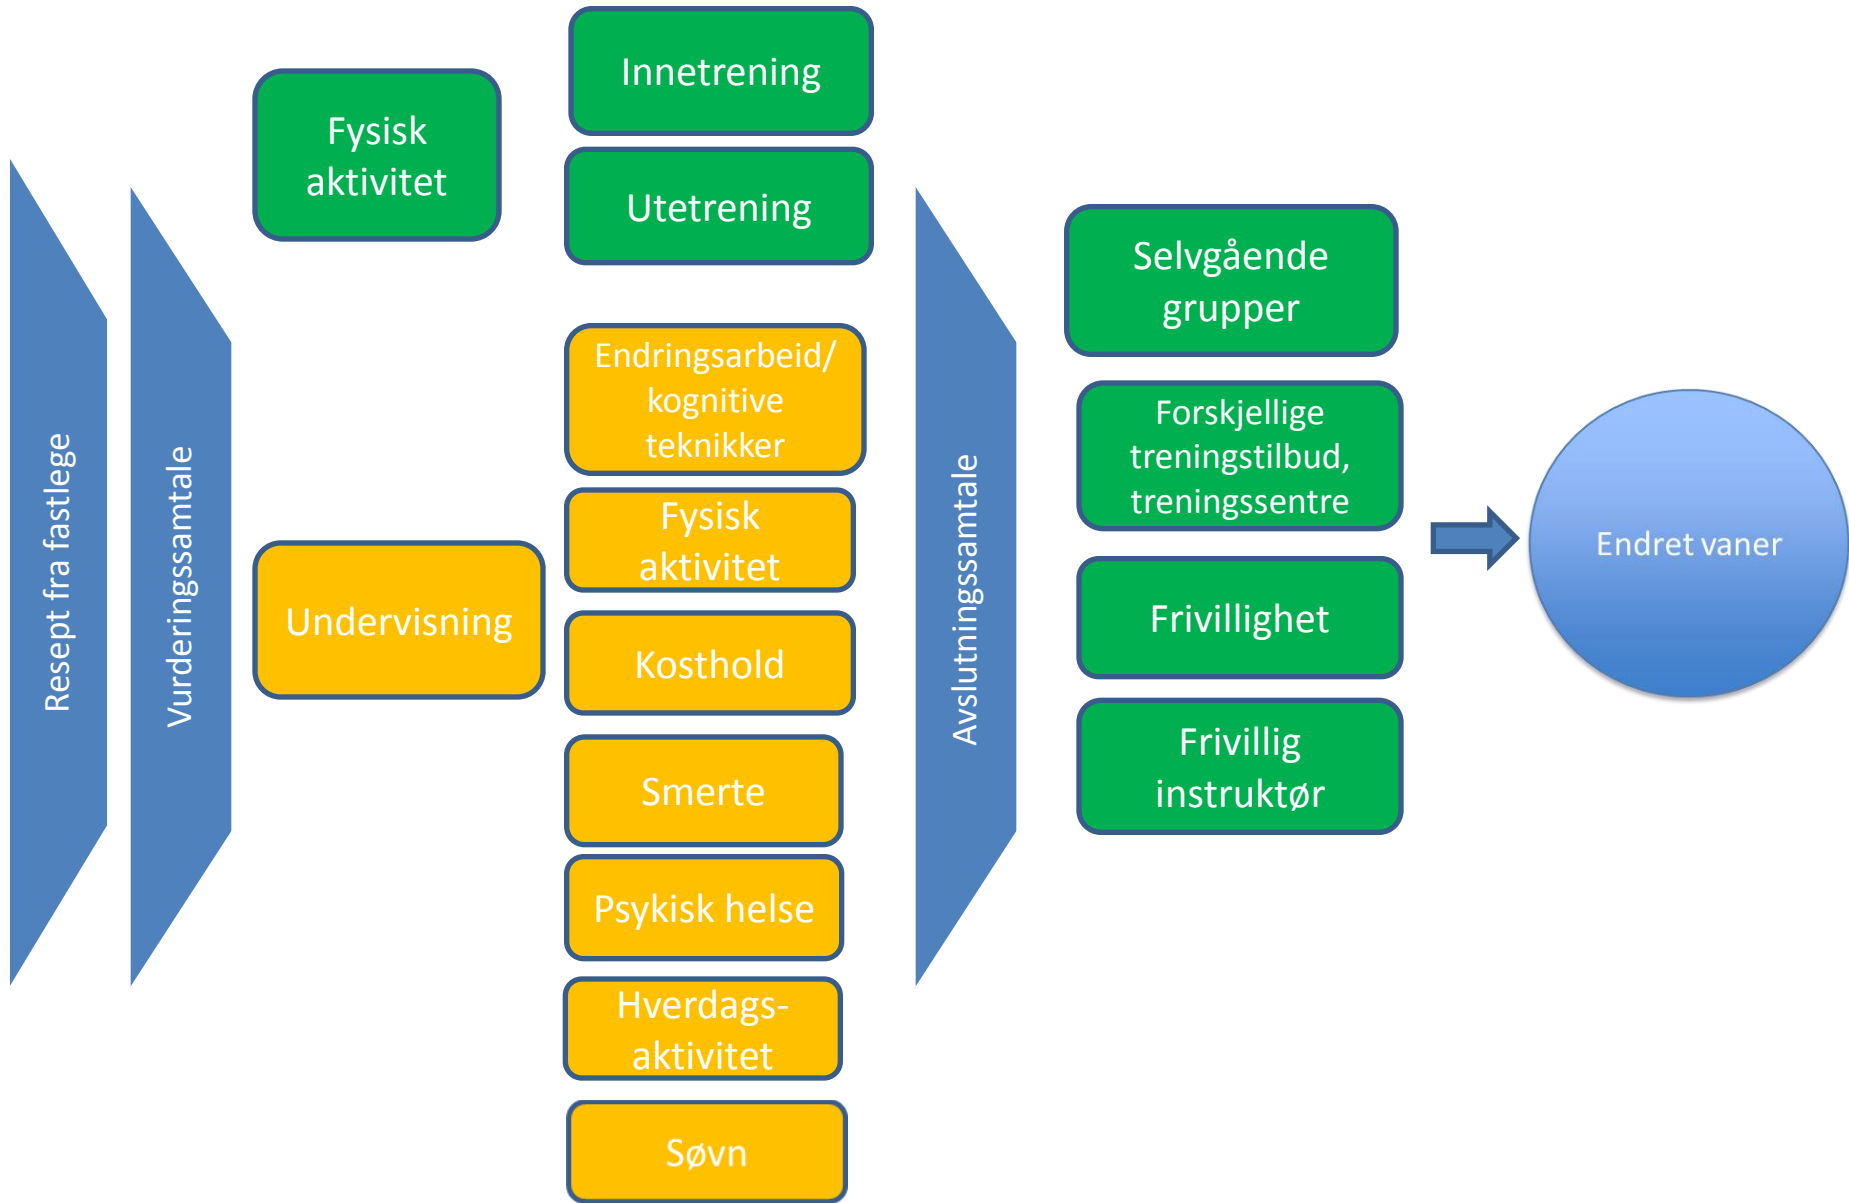 Resept fra fastlege
Vurderingssamtale
Fysisk
aktivitet
Undervisning
Innetrening
Utetrening
Endringsarbeid/
kognitive
teknikker
Fysisk
aktivitet
Kosthold
Smerte
Psykisk helse
Hverdags-
aktivitet
Søvn
Avslutningssamtale
Selvgående
grupper
Forskjellige
treningstilbud,
treningssentre
Frivillighet
Frivillig
instruktør
Endret vaner